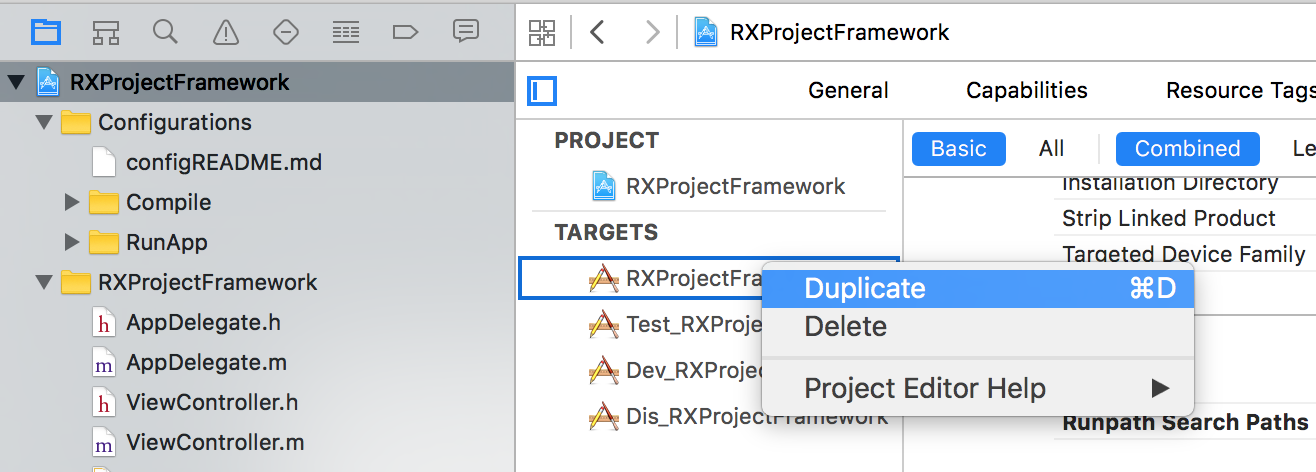 RXProjectFramework
RXProjectFramework
Configurations
configREADME.md
Compile
RunApp
RXProjectFramework
h AppDelegate.h
m AppDelegate.m
h ViewController.h
m ViewController.m
General Capabilities Resource Tags
PROJECT
RXProjectFramework
TARGETS
RXProjectFra
Test_RXProje
Dev_RXProjec
Dis_RXProjectFramework
Basic All Combined Le
Installation Directory
Strip Linked Product
Targeted Device Family
Duplicate ⌘D
Delete
Project Editor Help
Runpath Search Paths